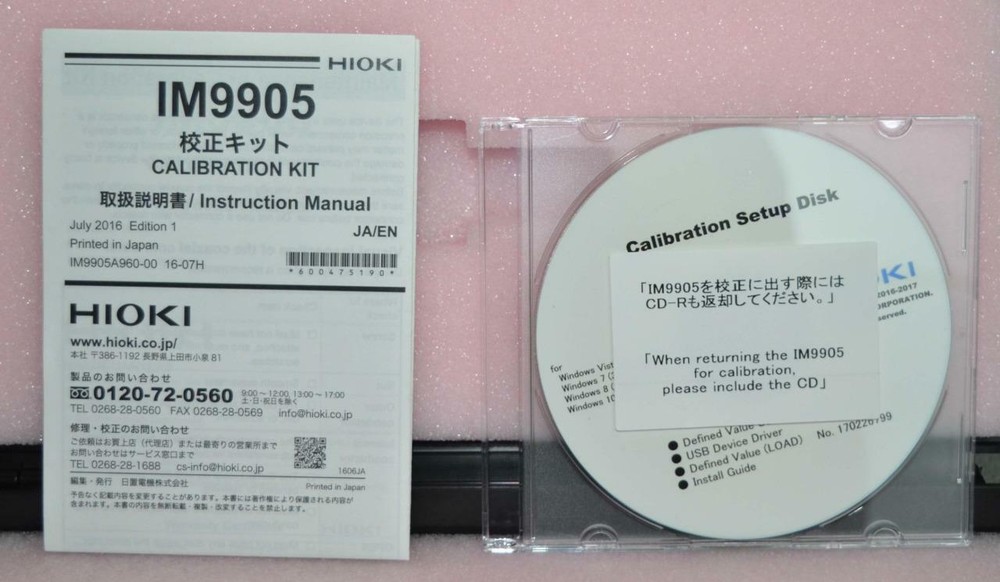 HIOKI
IM9905
校正キット
CALIBRATION KIT
取扱説明書/ Instruction Manual
July 2016 Edition 1
JA/EN
Printed in Japan
IM9905A960-00 16-07H
*600475190*
HIOKI
www.hioki.co.jp/
本社 〒386-1192 長野県上田市小泉 81
製品のお問い合わせ
0120-72-0560
9:00 ~ 12:00, 13:00 ~ 17:00
土・日・祝日を除く
TEL 0268-28-0560 FAX 0268-28-0569 info@hioki.co.jp
修理・校正のお問い合わせ
ご依頼はお買上店（代理店）または最寄りの営業所まで
お問い合わせはサービス窓口まで
TEL 0268-28-1688 cs-info@hioki.co.jp
1606JA
編集・発行 日置電機株式会社
Printed in Japan
予告なく記載内容を変更することがあります。本書には著作権により保護される内容が
含まれます。本書の内容を無断転載・複製・改変することを禁止します。
Calibration Setup Disk
「IM9905を校正に出す際には
CD-Rも返却してください。」
「When returning the IM9905
for calibration,
please include the CD」
OKI
2016-2017
ORPORATION.
served.
for
Windows Vist
Windows 7
Windows 8
Windows 10
Defined Value
USB Device Driver
Defined Value (LOAD)
Install Guide
No. 170226799